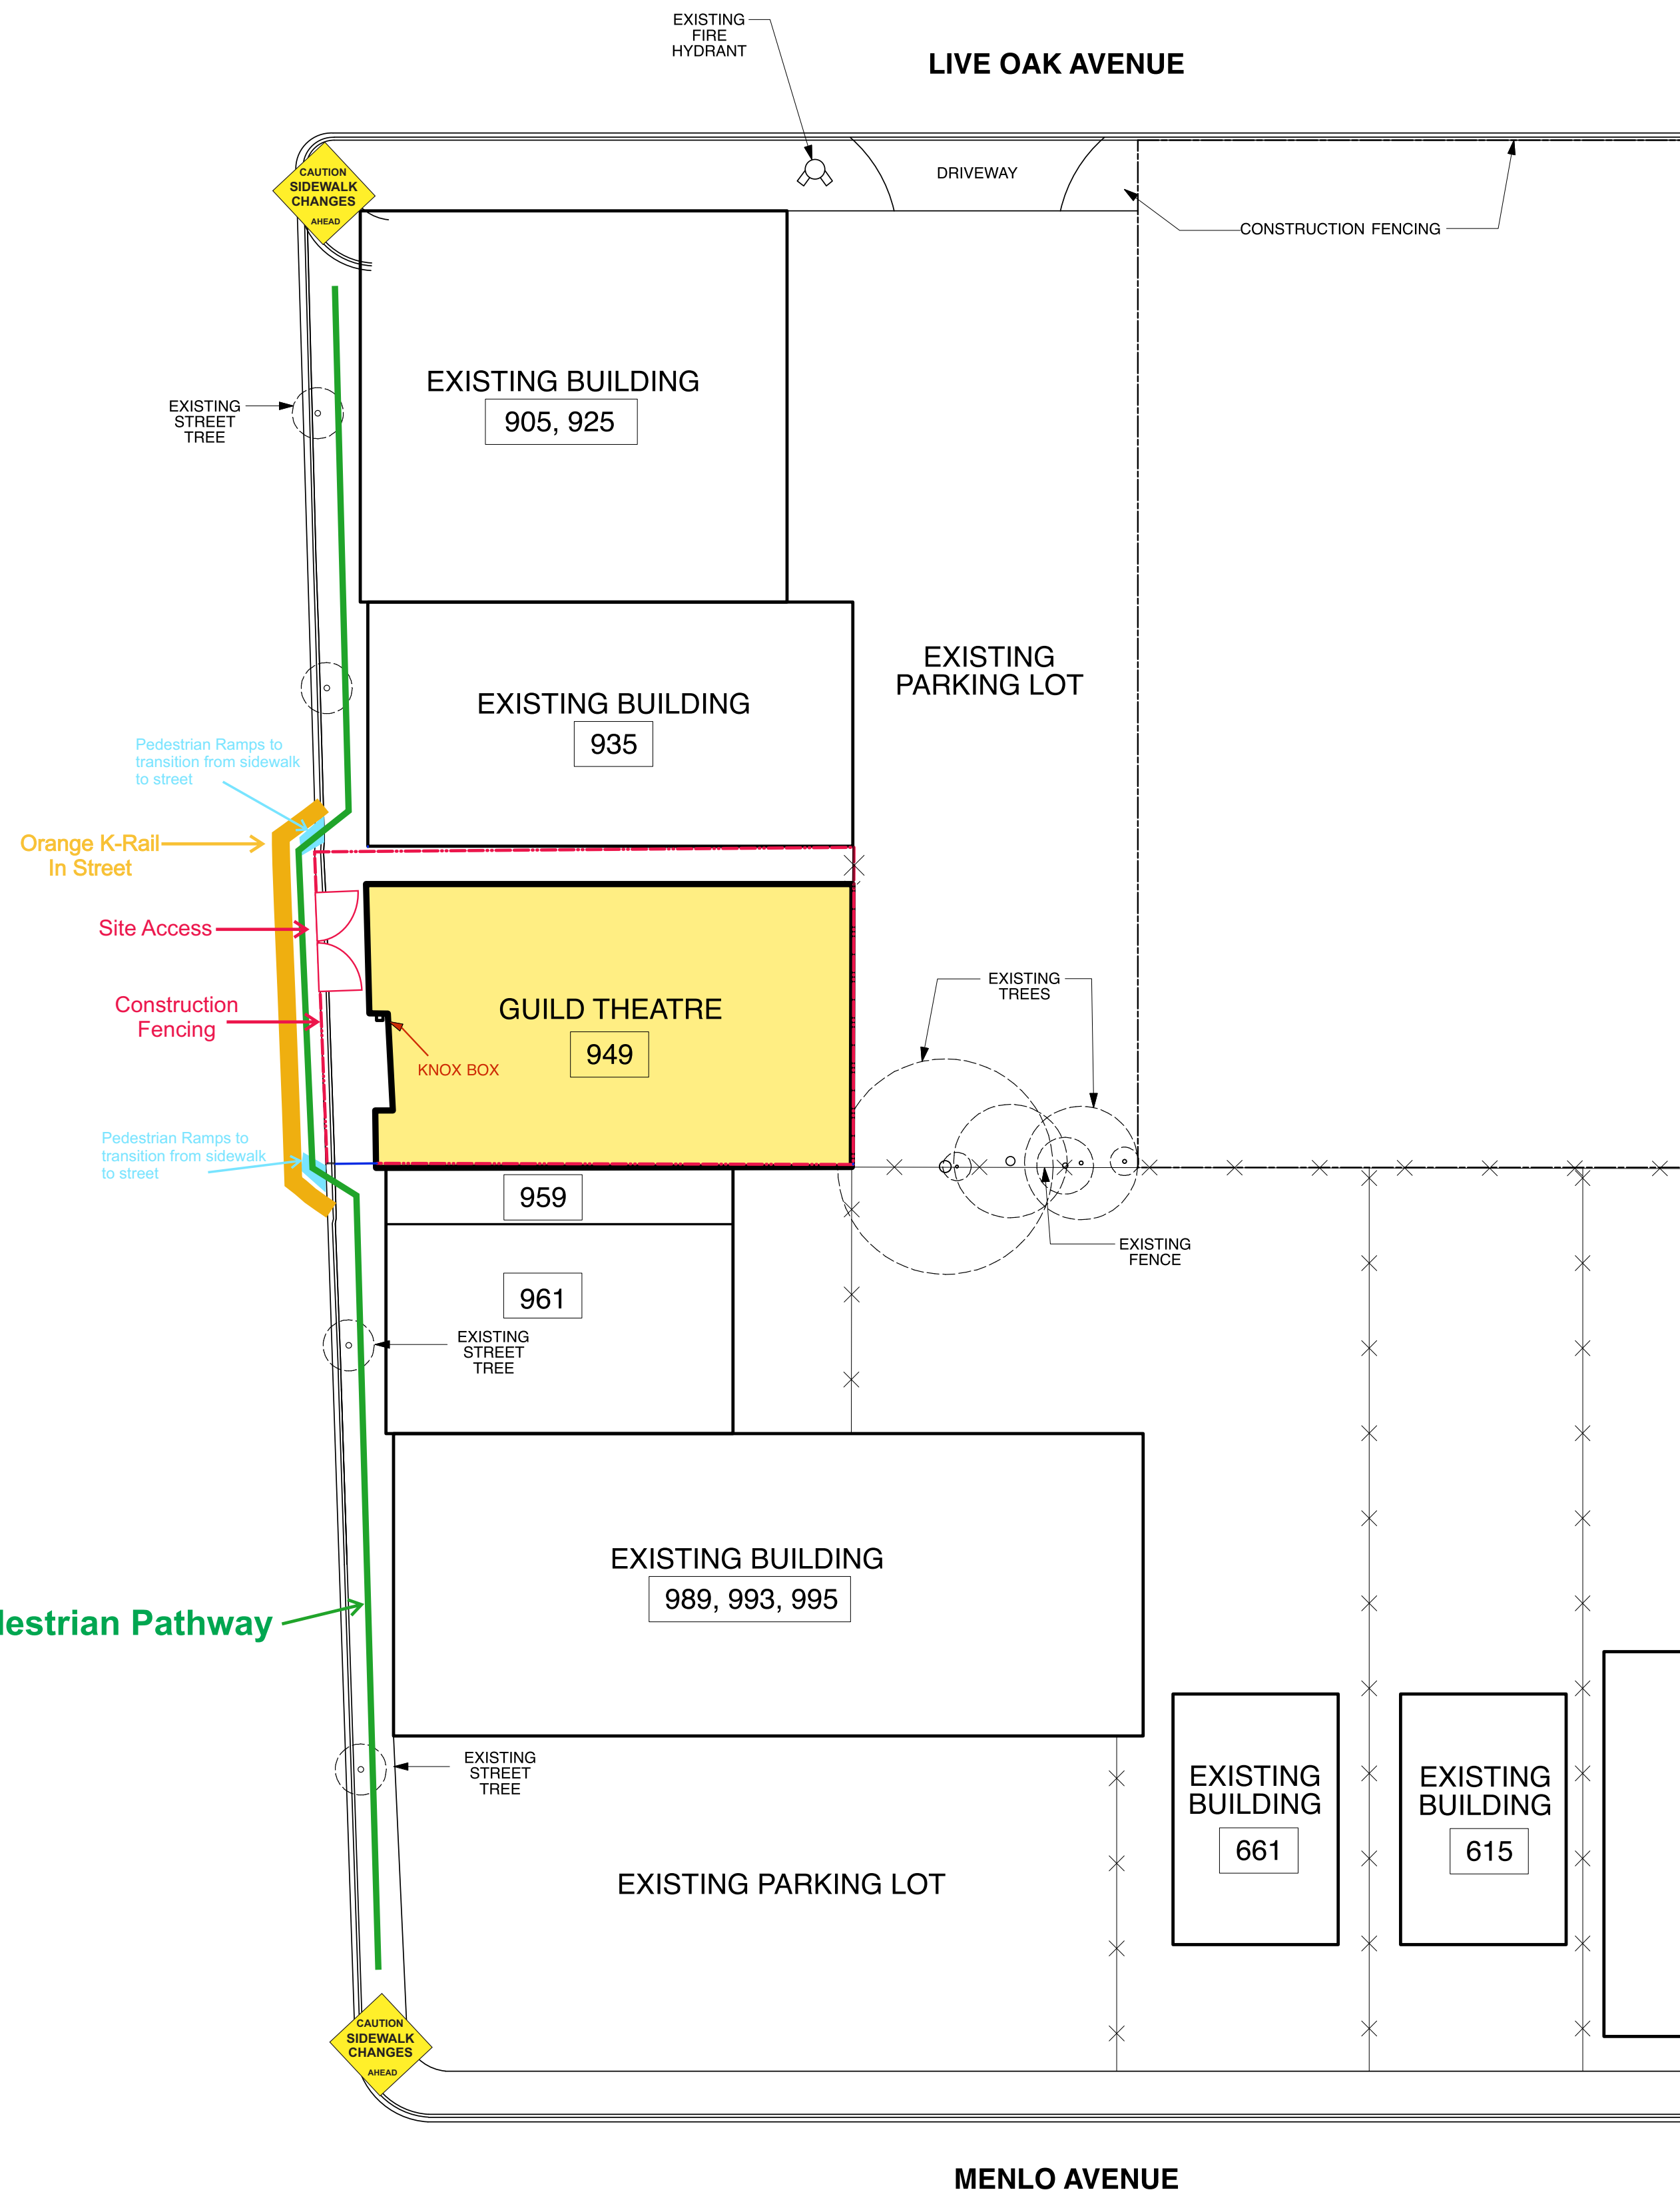 EXISTING
FIRE
HYDRANT
LIVE OAK AVENUE
CAUTION
SIDEWALK
CHANGES
AHEAD
DRIVEWAY
CONSTRUCTION FENCING
EXISTING BUILDING
905, 925
EXISTING
STREET
TREE
EXISTING
PARKING LOT
EXISTING BUILDING
935
Pedestrian Ramps to
transition from sidewalk
to street
Orange K-Rail
In Street
Site Access
Construction
Fencing
GUILD THEATRE
949
KNOX BOX
EXISTING
TREES
Pedestrian Ramps to
transition from sidewalk
to street
959
EXISTING
FENCE
961
EXISTING
STREET
TREE
EXISTING BUILDING
989, 993, 995
lestrian Pathway
EXISTING
STREET
TREE
EXISTING
BUILDING
661
EXISTING
BUILDING
615
EXISTING PARKING LOT
CAUTION
SIDEWALK
CHANGES
AHEAD
MENLO AVENUE